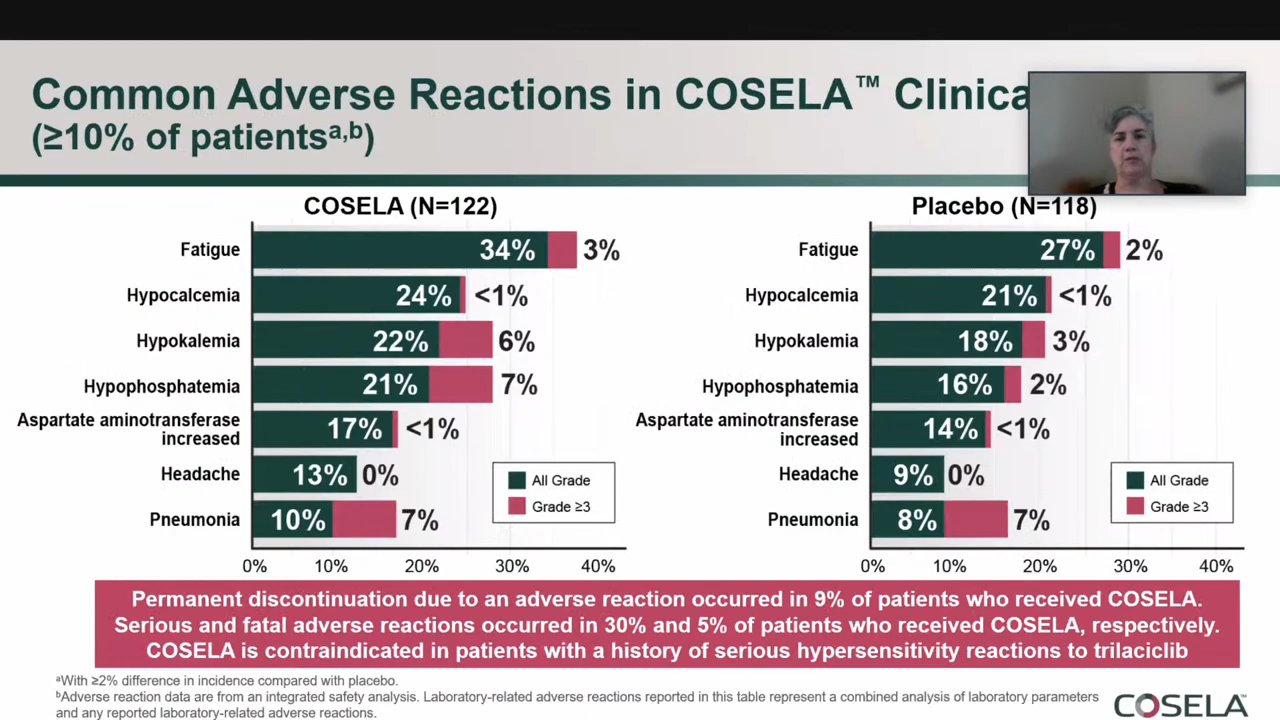 Common Adverse Reactions in COSELA™ Clinica
(≥10% of patientsa,b)
COSELA (N=122)
Fatigue 34% 3%
Hypocalcemia 24% <1%
Hypokalemia 22% 6%
Hypophosphatemia 21% 7%
Aspartate aminotransferase
increased 17% <1%
Headache 13% 0%
Pneumonia 10% 7%
All Grade
Grade ≥3
0% 10% 20% 30% 40%
Placebo (N=118)
Fatigue 27% 2%
Hypocalcemia 21% <1%
Hypokalemia 18% 3%
Hypophosphatemia 16% 2%
Aspartate aminotransferase
increased 14% <1%
Headache 9% 0%
Pneumonia 8% 7%
All Grade
Grade ≥3
0% 10% 20% 30% 40%
Permanent discontinuation due to an adverse reaction occurred in 9% of patients who received COSELA.
Serious and fatal adverse reactions occurred in 30% and 5% of patients who received COSELA, respectively.
COSELA is contraindicated in patients with a history of serious hypersensitivity reactions to trilaciclib
aWith ≥2% difference in incidence compared with placebo.
bAdverse reaction data are from an integrated safety analysis. Laboratory-related adverse reactions reported in this table represent a combined analysis of laboratory parameters
and any reported laboratory-related adverse reactions.
COSELA™